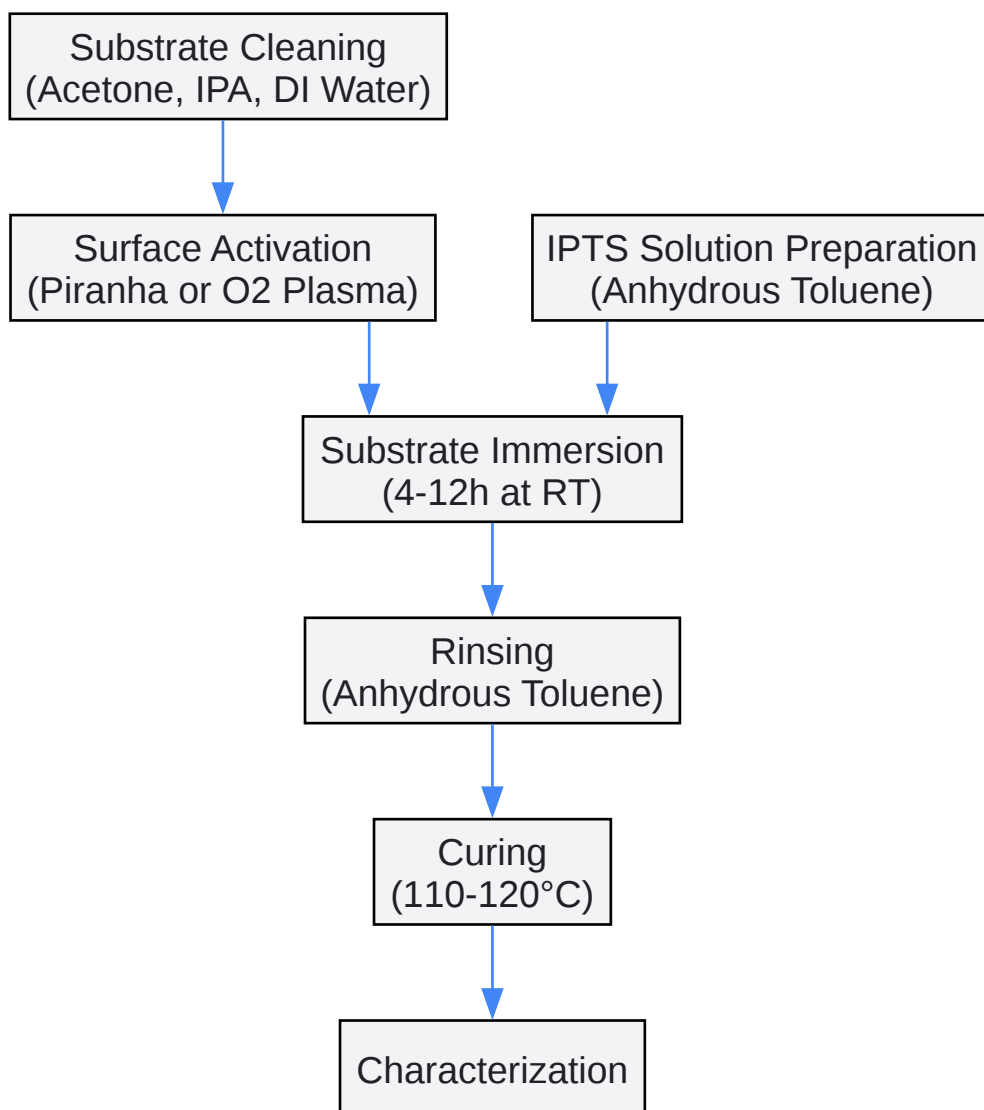 Substrate Cleaning
(Acetone, IPA, DI Water)
Surface Activation
(Piranha or O2 Plasma)
IPTS Solution Preparation
(Anhydrous Toluene)
Substrate Immersion
(4-12h at RT)
Rinsing
(Anhydrous Toluene)
Curing
(110-120°C)
Characterization